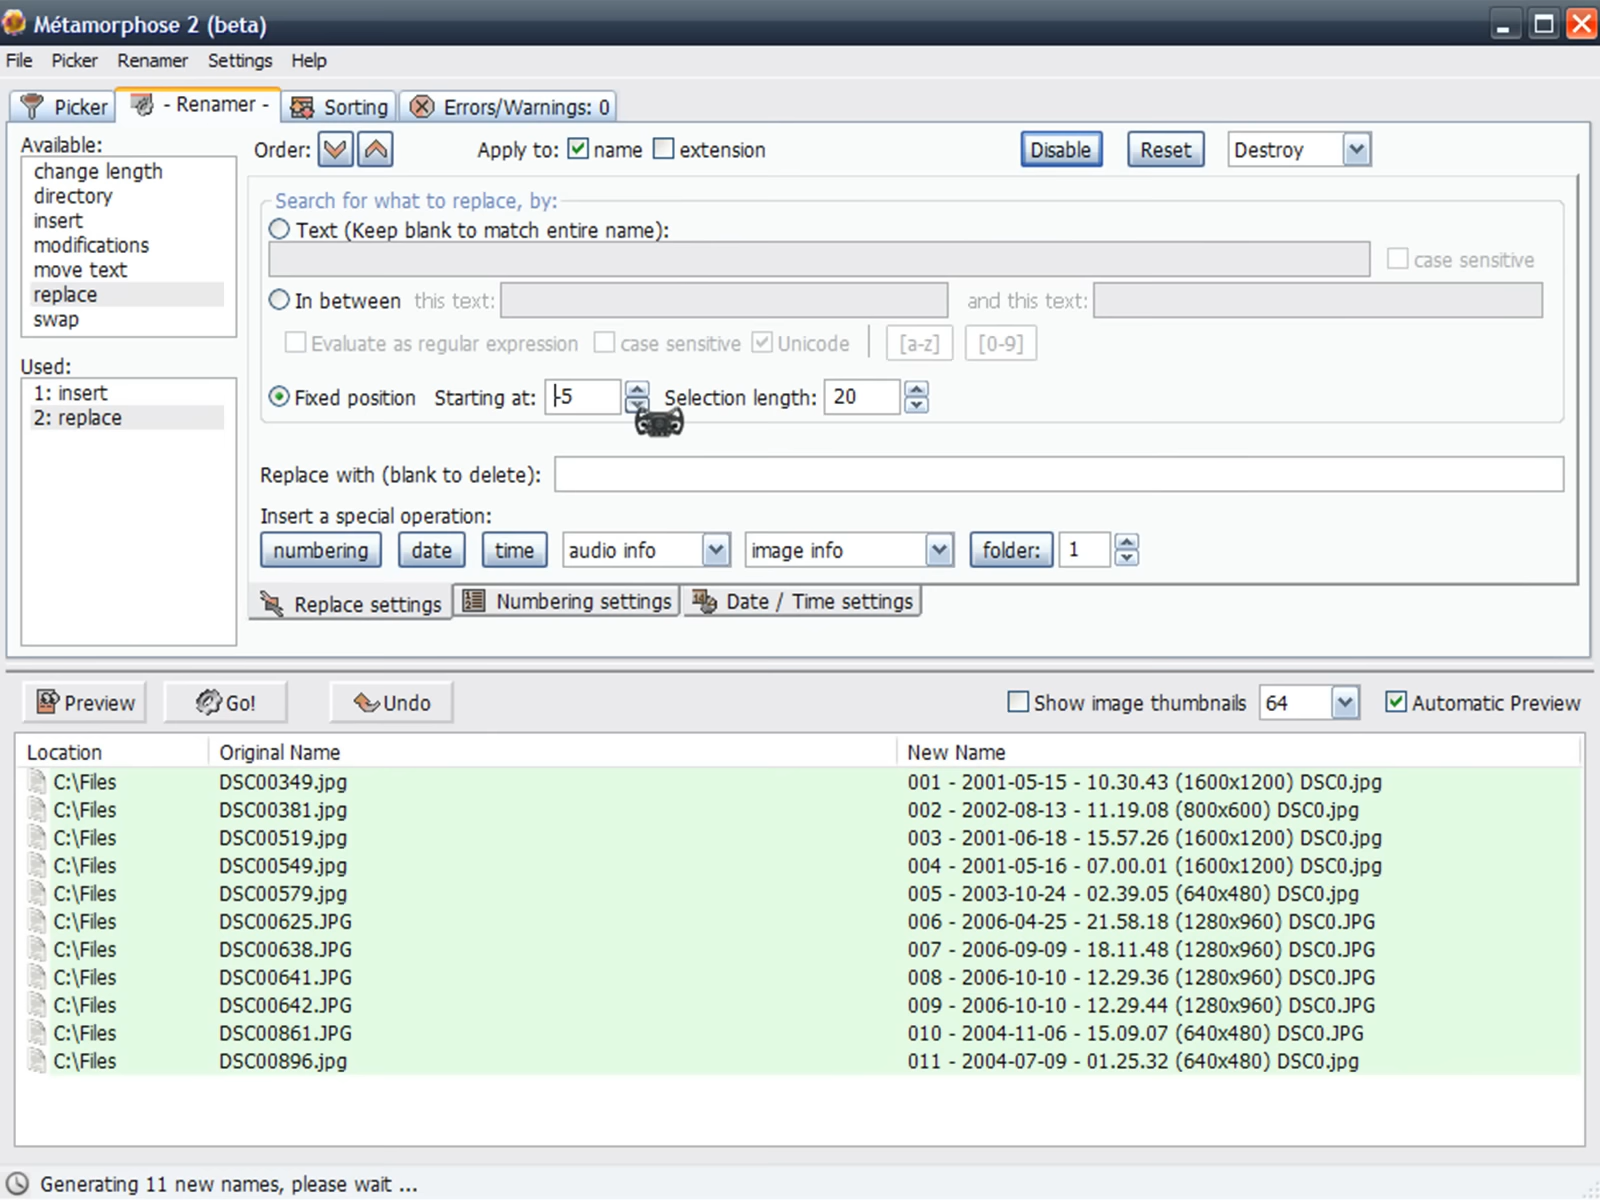 Métamorphose 2 (beta)
File Picker Renamer Settings Help
Picker - Renamer - Sorting Errors/Warnings: 0
Available:
change length
directory
insert
modifications
move text
replace
swap
Used:
1: insert
2: replace
Order: Apply to: name extension Disable Reset Destroy
Search for what to replace, by:
Text (Keep blank to match entire name):
case sensitive
In between this text: and this text:
Evaluate as regular expression case sensitive Unicode [a-z] [0-9]
Fixed position Starting at: -5 Selection length: 20
Replace with (blank to delete):
Insert a special operation:
numbering date time audio info image info folder: 1
Replace settings Numbering settings Date / Time settings
Preview Go! Undo Show image thumbnails 64 Automatic Preview
Location Original Name New Name
C:\Files DSC00349.jpg 001 - 2001-05-15 - 10.30.43 (1600x1200) DSC0.jpg
C:\Files DSC00381.jpg 002 - 2002-08-13 - 11.19.08 (800x600) DSC0.jpg
C:\Files DSC00519.jpg 003 - 2001-06-18 - 15.57.26 (1600x1200) DSC0.jpg
C:\Files DSC00549.jpg 004 - 2001-05-16 - 07.00.01 (1600x1200) DSC0.jpg
C:\Files DSC00579.jpg 005 - 2003-10-24 - 02.39.05 (640x480) DSC0.jpg
C:\Files DSC00625.JPG 006 - 2006-04-25 - 21.58.18 (1280x960) DSC0.JPG
C:\Files DSC00638.JPG 007 - 2006-09-09 - 18.11.48 (1280x960) DSC0.JPG
C:\Files DSC00641.JPG 008 - 2006-10-10 - 12.29.36 (1280x960) DSC0.JPG
C:\Files DSC00642.JPG 009 - 2006-10-10 - 12.29.44 (1280x960) DSC0.JPG
C:\Files DSC00861.JPG 010 - 2004-11-06 - 15.09.07 (640x480) DSC0.JPG
C:\Files DSC00896.jpg 011 - 2004-07-09 - 01.25.32 (640x480) DSC0.jpg
Generating 11 new names, please wait ...